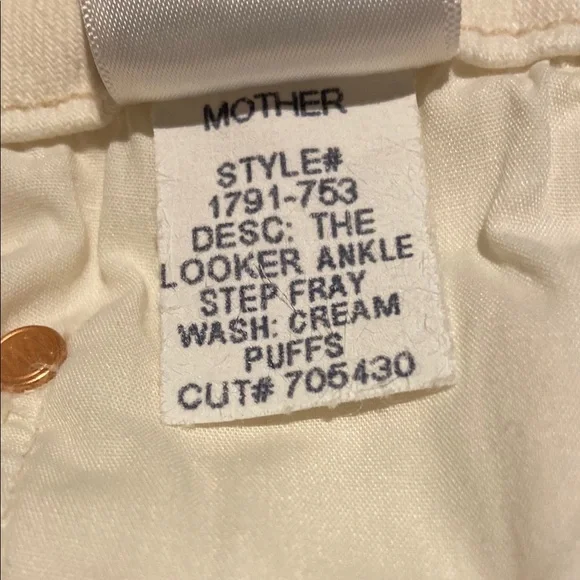 MOTHER
STYLE#
1791-753
DESC: THE
LOOKER ANKLE
STEP FRAY
WASH: CREAM
PUFFS
CUT# 705430